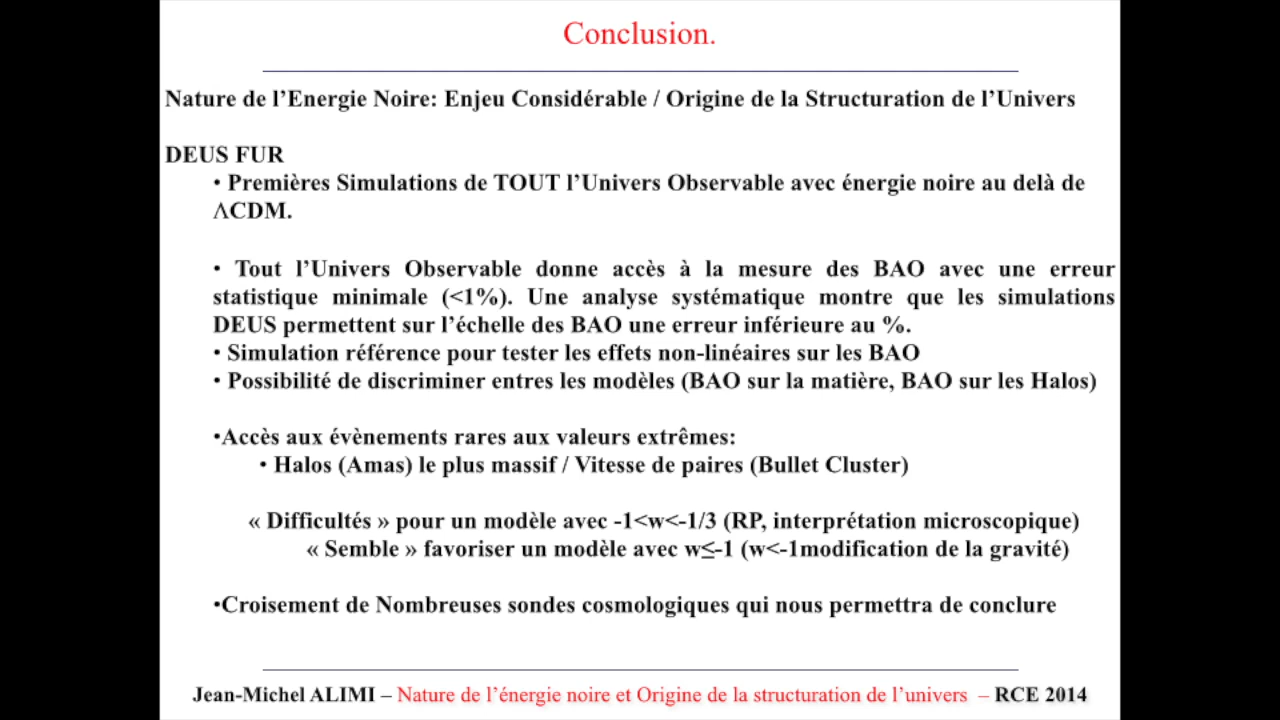 Conclusion.
Nature de l’Energie Noire: Enjeu Considérable / Origine de la Structuration de l’Univers
DEUS FUR
• Premières Simulations de TOUT l’Univers Observable avec énergie noire au delà de
ΛCDM.
• Tout l’Univers Observable donne accès à la mesure des BAO avec une erreur
statistique minimale (<1%). Une analyse systématique montre que les simulations
DEUS permettent sur l’échelle des BAO une erreur inférieure au %.
• Simulation référence pour tester les effets non-linéaires sur les BAO
• Possibilité de discriminer entres les modèles (BAO sur la matière, BAO sur les Halos)
•Accès aux évènements rares aux valeurs extrêmes:
• Halos (Amas) le plus massif / Vitesse de paires (Bullet Cluster)
« Difficultés » pour un modèle avec -1<w<-1/3 (RP, interprétation microscopique)
« Semble » favoriser un modèle avec w≤-1 (w<-1modification de la gravité)
•Croisement de Nombreuses sondes cosmologiques qui nous permettra de conclure
Jean-Michel ALIMI – Nature de l’énergie noire et Origine de la structuration de l’univers – RCE 2014